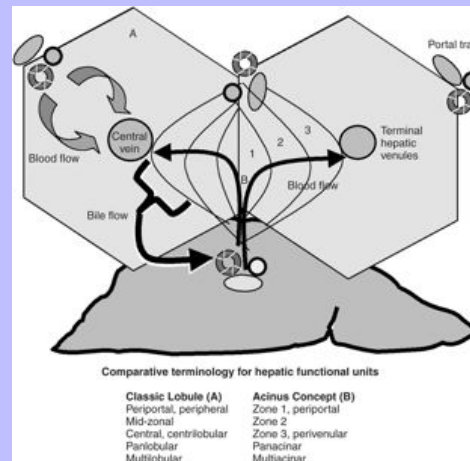 A
Portal tra
3
Central
vein
2
Terminal
hepatic
venules
1
Blood flow
B
Blood flow
Bile flow
Comparative terminology for hepatic functional units
Classic Lobule (A) Acinus Concept (B)
Periportal, peripheral Zone 1, periportal
Mid-zonal Zone 2
Central, centrilobular Zone 3, perivenular
Panlobular Panacinar
Multilobular Multiacinar